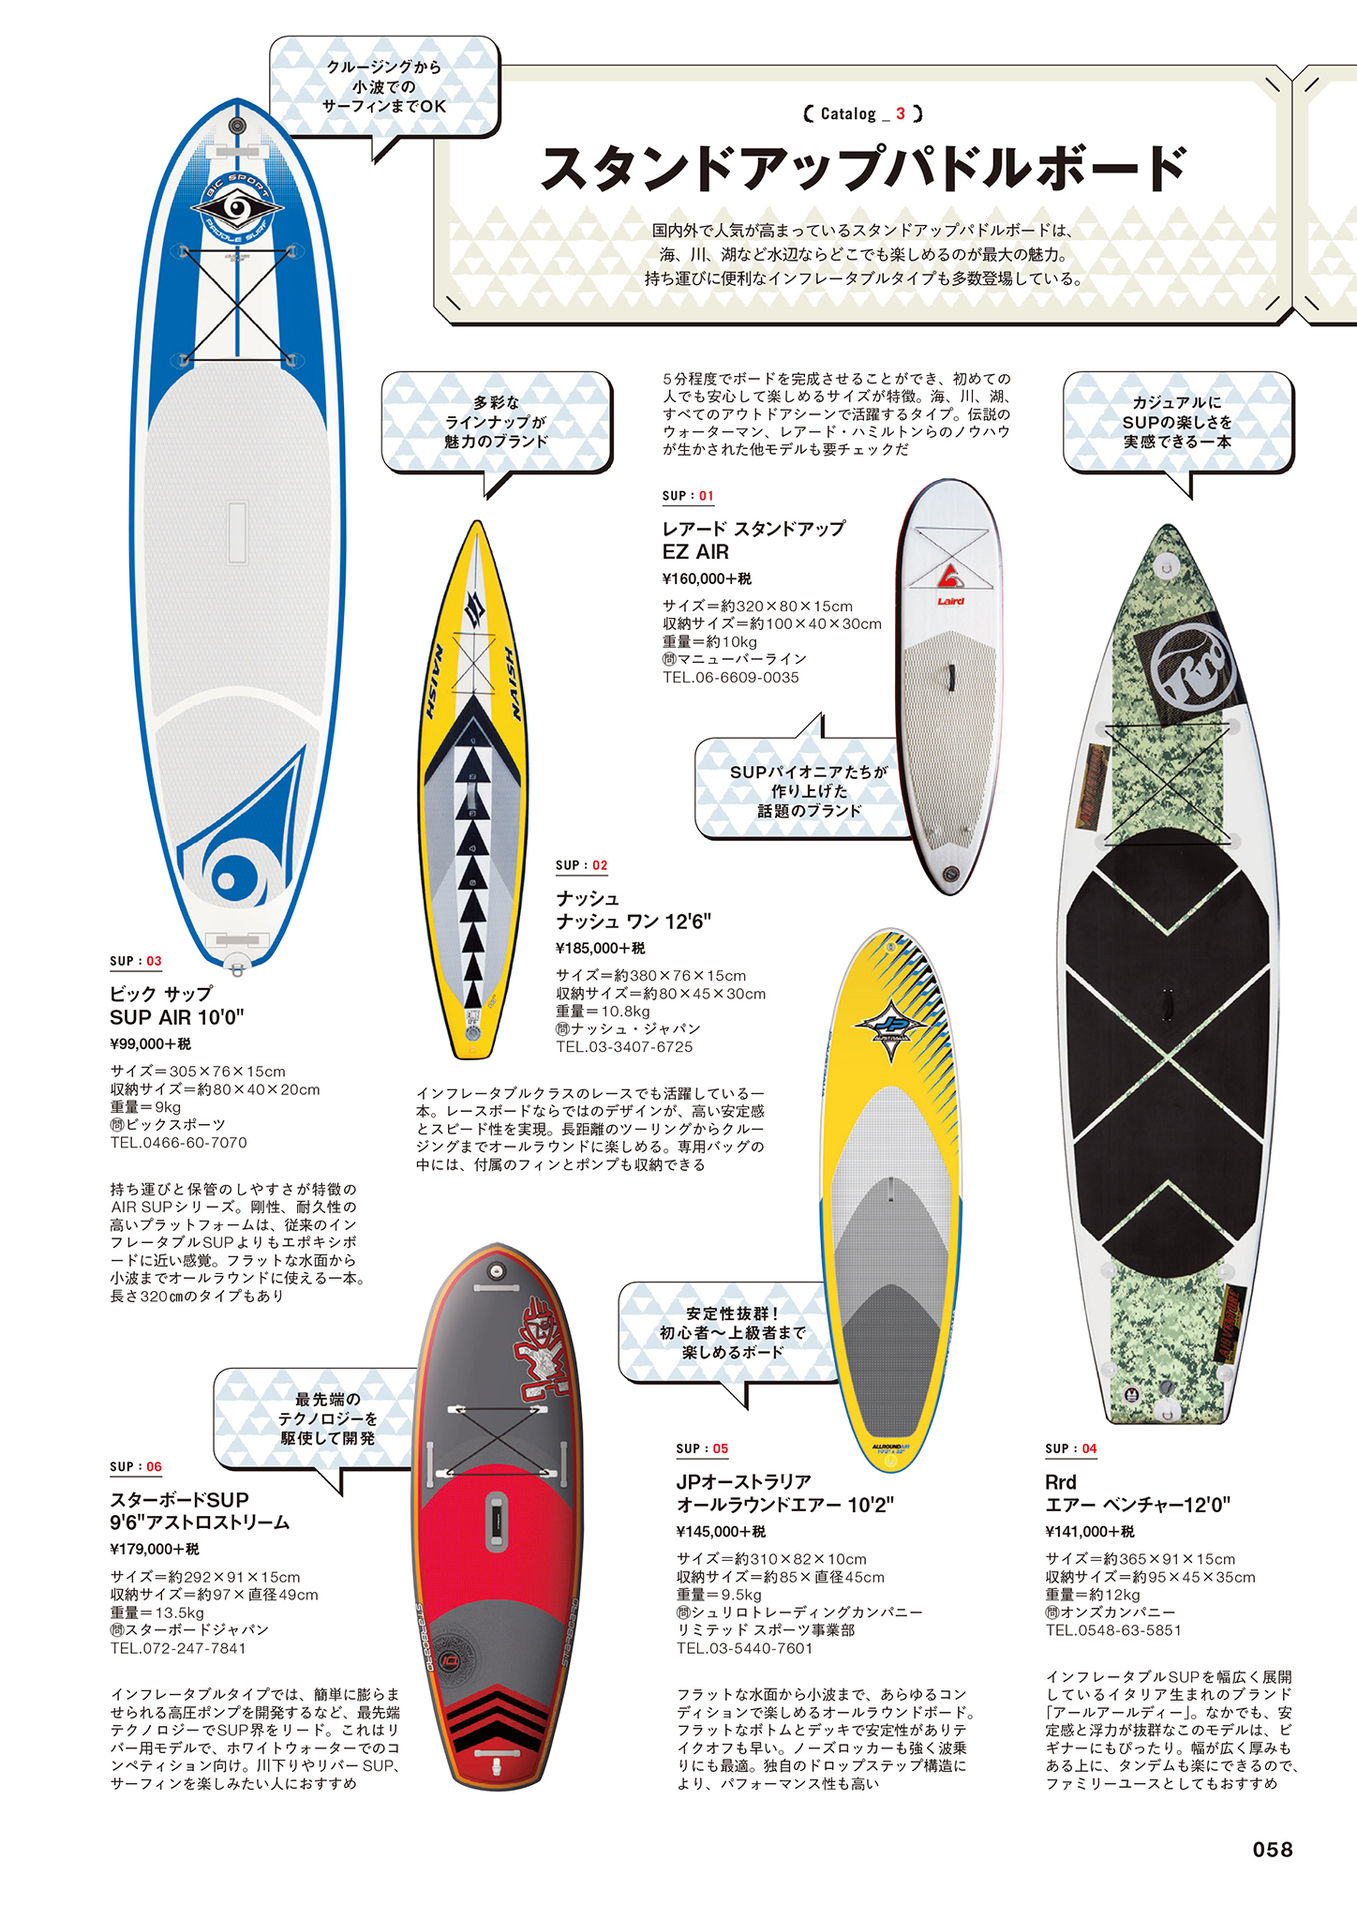 クルージングから
小波での
サーフィンまでOK
Catalog _ 3
スタンドアップパドルボード
国内外で人気が高まっているスタンドアップパドルボードは、
海、川、湖など水辺ならどこでも楽しめるのが最大の魅力。
持ち運びに便利なインフレータブルタイプも多数登場している。
BIC SPORT
PADDLE SURF
5分程度でボードを完成させることができ、初めての
人でも安心して楽しめるサイズが特徴。海、川、湖、
すべてのアウトドアシーンで活躍するタイプ。伝説の
ウォーターマン、レアード・ハミルトンらのノウハウ
が生かされた他モデルも要チェックだ
SUP : 01
レアード スタンドアップ
EZ AIR
¥160,000+税
サイズ=約320×80×15cm
収納サイズ=約100×40×30cm
重量=約10kg
㉄マニューバーライン
TEL.06-6609-0035
SUPパイオニアたちが
作り上げた
話題のブランド
Laird
多彩な
ラインナップが
魅力のブランド
NAISH
NAISH
SUP : 02
ナッシュ
ナッシュ ワン 12'6"
¥185,000+税
サイズ=約380×76×15cm
収納サイズ=約80×45×30cm
重量=10.8kg
㉄ナッシュ・ジャパン
TEL.03-3407-6725
インフレータブルクラスのレースでも活躍している一
本。レースボードならではのデザインが、高い安定感
とスピード性を実現。長距離のツーリングからクルー
ジングまでオールラウンドに楽しめる。専用バッグの
中には、付属のフィンとポンプも収納できる
SUP : 03
ビック サップ
SUP AIR 10'0"
¥99,000+税
サイズ=305×76×15cm
収納サイズ=約80×40×20cm
重量=9kg
㉄ビックスポーツ
TEL.0466-60-7070
持ち運びと保管のしやすさが特徴の
AIR SUPシリーズ。剛性、耐久性の
高いプラットフォームは、従来のイン
フレータブルSUPよりもエポキシボ
ードに近い感覚。フラットな水面から
小波までオールラウンドに使える一本。
長さ320㎝のタイプもあり
カジュアルに
SUPの楽しさを
実感できる一本
Rrd
SUP : 04
Rrd
エアー ベンチャー12'0"
¥141,000+税
サイズ=約365×91×15cm
収納サイズ=約95×45×35cm
重量=約12kg
㉄オンズカンパニー
TEL.0548-63-5851
インフレータブルSUPを幅広く展開
しているイタリア生まれのブランド
「アールアールディー」。なかでも、安
定感と浮力が抜群なこのモデルは、ビ
ギナーにもぴったり。幅が広く厚みも
ある上に、タンデムも楽にできるので、
ファミリーユースとしてもおすすめ
安定性抜群!
初心者〜上級者まで
楽しめるボード
JP
AUSTRALIA
ALLROUNDAIR
SUP : 05
JPオーストラリア
オールラウンドエアー 10'2"
¥145,000+税
サイズ=約310×82×10cm
収納サイズ=約85×直径45cm
重量=9.5kg
㉄シュリロトレーディングカンパニー
リミテッド スポーツ事業部
TEL.03-5440-7601
フラットな水面から小波まで、あらゆるコン
ディションで楽しめるオールラウンドボード。
フラットなボトムとデッキで安定性がありテ
イクオフも早い。ノーズロッカーも強く波乗
りにも最適。独自のドロップステップ構造に
より、パフォーマンス性も高い
最先端の
テクノロジーを
駆使して開発
STARBOARD
STARBOARD
SUP : 06
スターボードSUP
9'6"アストロストリーム
¥179,000+税
サイズ=約292×91×15cm
収納サイズ=約97×直径49cm
重量=13.5kg
㉄スターボードジャパン
TEL.072-247-7841
インフレータブルタイプでは、簡単に膨らま
せられる高圧ポンプを開発するなど、最先端
テクノロジーでSUP界をリード。これはリ
バー用モデルで、ホワイトウォーターでのコ
ンペティション向け。川下りやリバーSUP、
サーフィンを楽しみたい人におすすめ
058